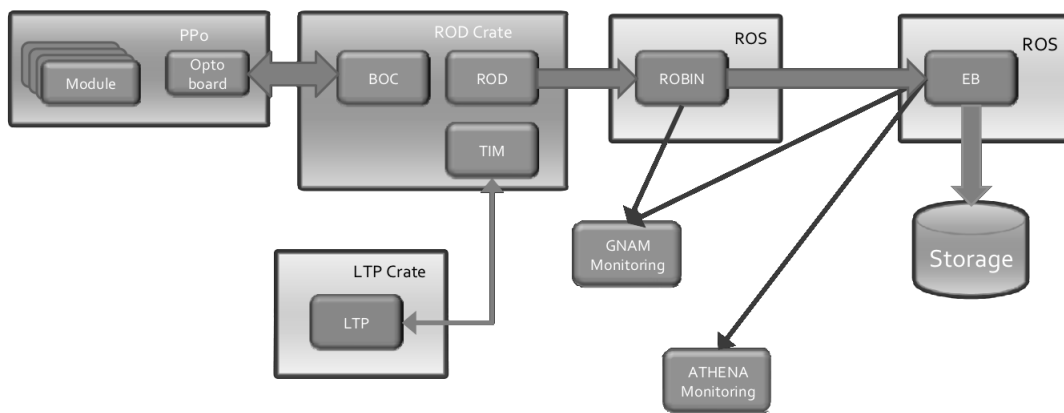 PPo
Module
Opto
board
ROD Crate
BOC
ROD
TIM
ROS
ROBIN
ROS
EB
Storage
GNAM
Monitoring
LTP Crate
LTP
ATHENA
Monitoring